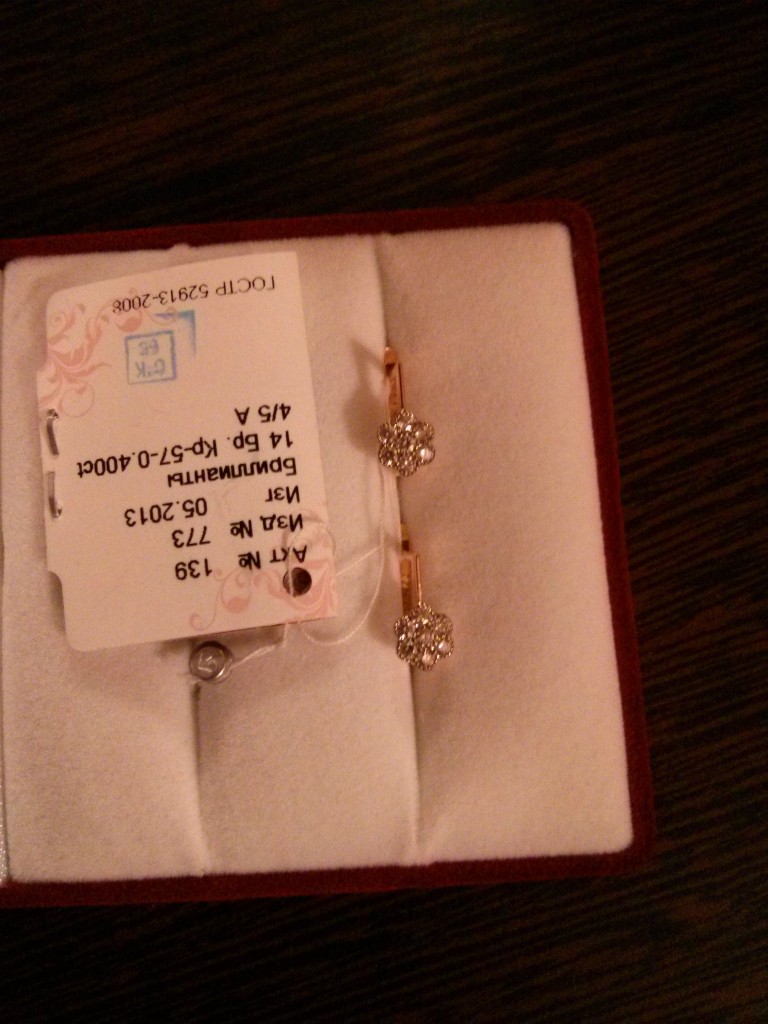 Акт № 139
Изд № 773
Изг 05.2013
Бриллианты
14 Бр. Кр-57-0.400ct
4/5 А
ГОСТР 52913-2008